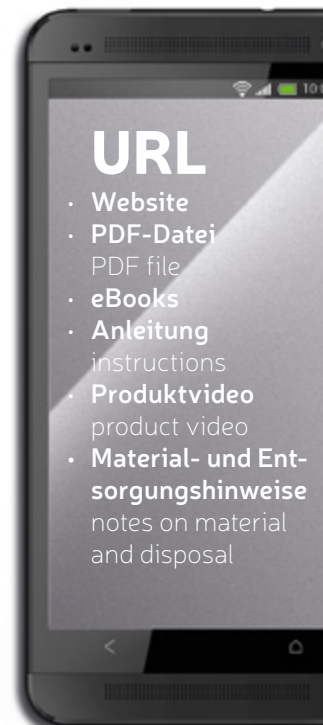 URL
· Website
· PDF-Datei
PDF file
· eBooks
· Anleitung
instructions
· Produktvideo
product video
· Material- und Ent-
sorgungshinweise
notes on material
and disposal